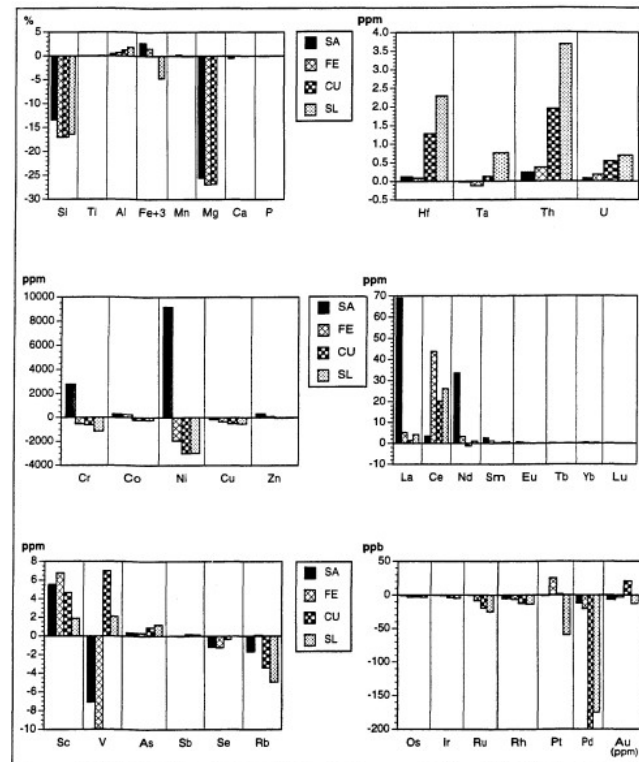 %
5
0
-5
-10
-15
-20
-25
-30
Si Ti Al Fe+3 Mn Mg Ca P
SA
FE
CU
SL
ppm
4.0
3.5
3.0
2.5
2.0
1.5
1.0
0.5
0.0
-0.5
Hf Ta Th U
ppm
10000
8000
6000
4000
2000
0
-2000
-4000
Cr Co Ni Cu Zn
SA
FE
CU
SL
ppm
70
60
50
40
30
20
10
0
-10
La Ce Nd Sm Eu Tb Yb Lu
ppm
8
6
4
2
0
-2
-4
-6
-8
-10
Sc V As Sb Se Rb
SA
FE
CU
SL
ppb
50
0
-50
-100
-150
-200
Os Ir Ru Rh Pt Pd Au
(ppm)